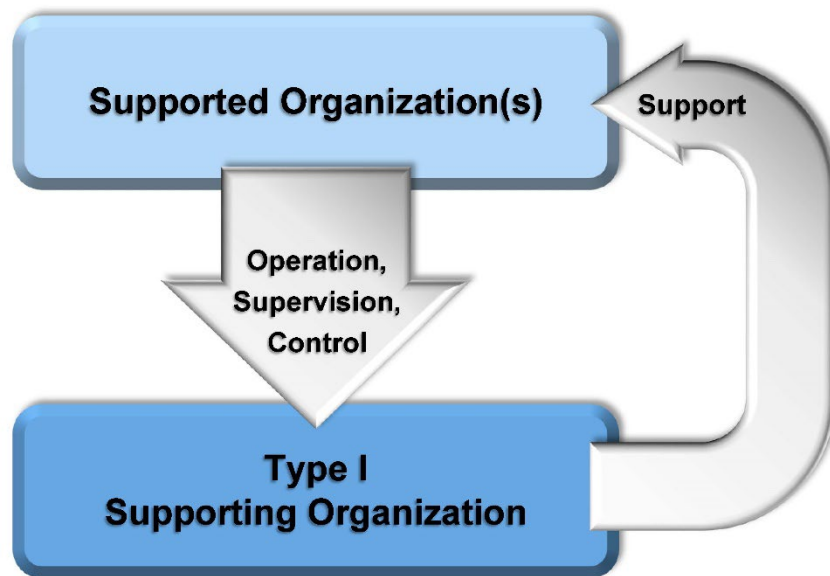 Supported Organization(s)
Support
Operation,
Supervision,
Control
Type I
Supporting Organization